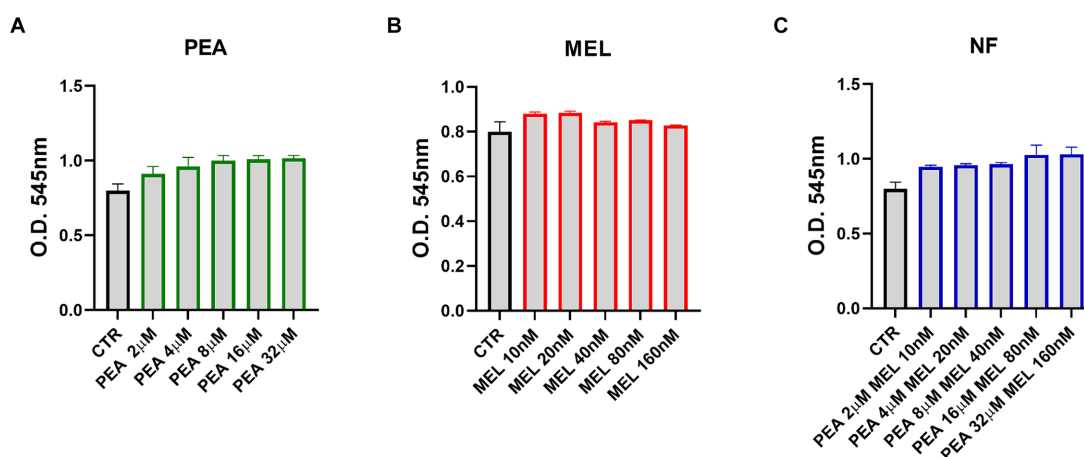 A
PEA
O.D. 545nm
1.5
1.0
0.5
0.0
CTR
PEA 2μM
PEA 4μM
PEA 8μM
PEA 16μM
PEA 32μM
B
MEL
O.D. 545nm
1.0
0.8
0.6
0.4
0.2
0.0
CTR
MEL 10nM
MEL 20nM
MEL 40nM
MEL 80nM
MEL 160nM
C
NF
O.D. 545nm
1.5
1.0
0.5
0.0
CTR
PEA 2μM MEL 10nM
PEA 4μM MEL 20nM
PEA 8μM MEL 40nM
PEA 16μM MEL 80nM
PEA 32μM MEL 160nM